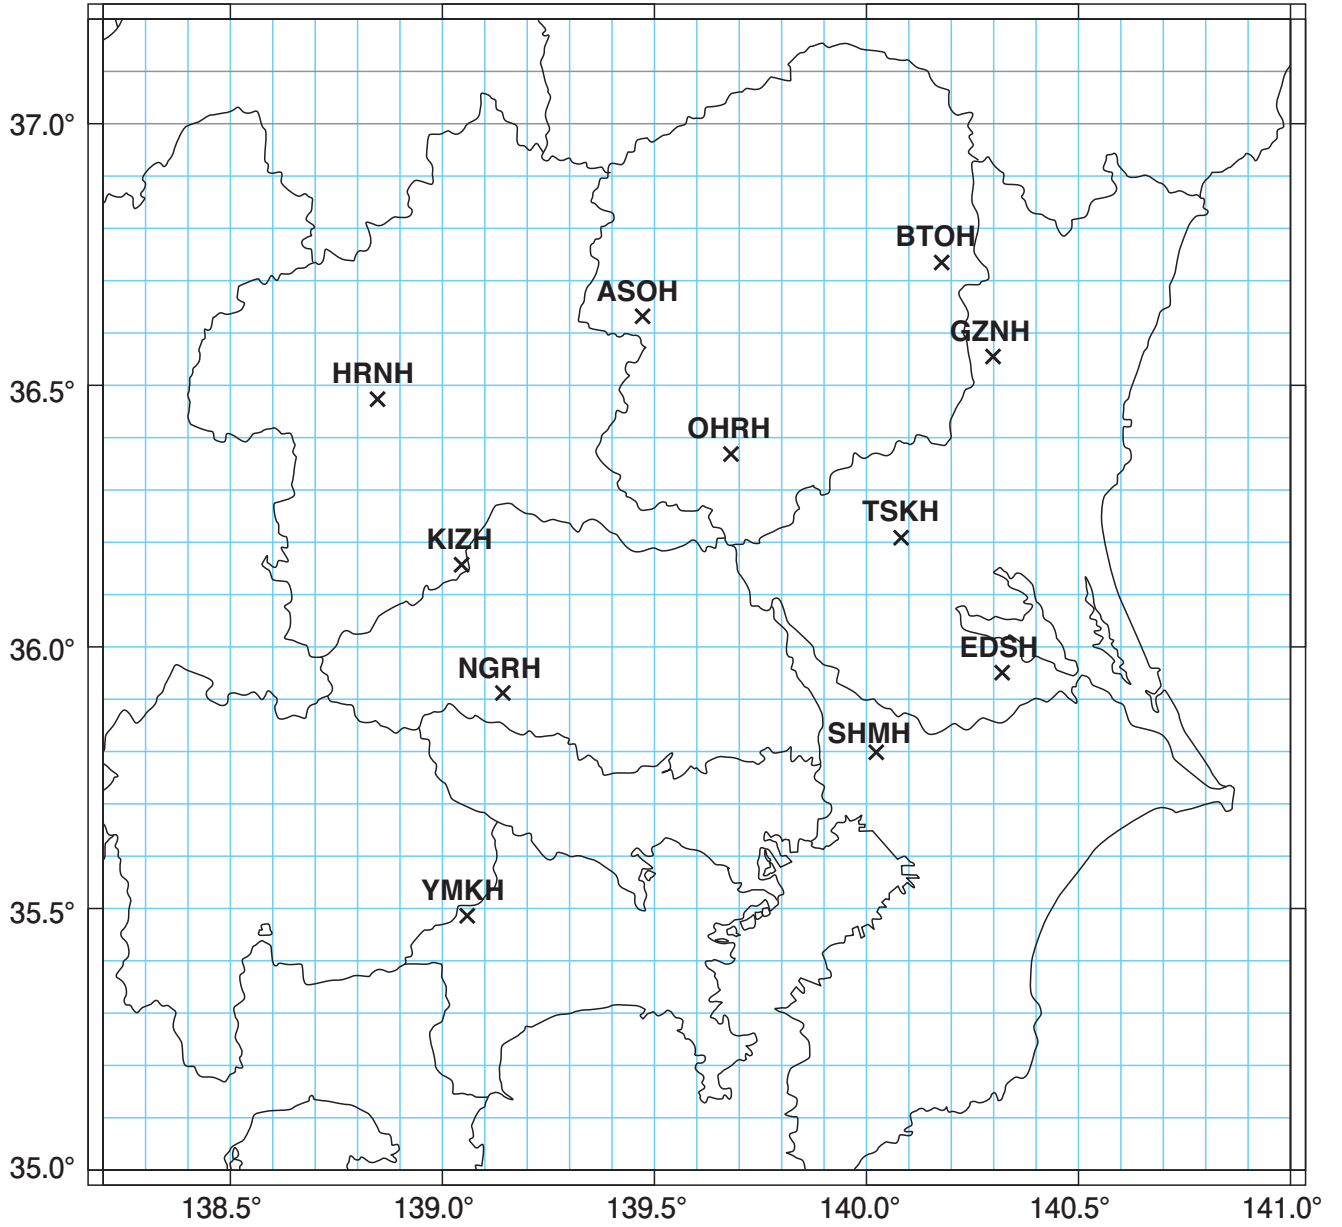 37.0°
BTOH
ASOH
GZNH
HRNH
36.5°
OHRH
TSKH
KIZH
36.0°
EDSH
NGRH
SHMH
YMKH
35.5°
35.0°
138.5° 139.0° 139.5° 140.0° 140.5° 141.0°